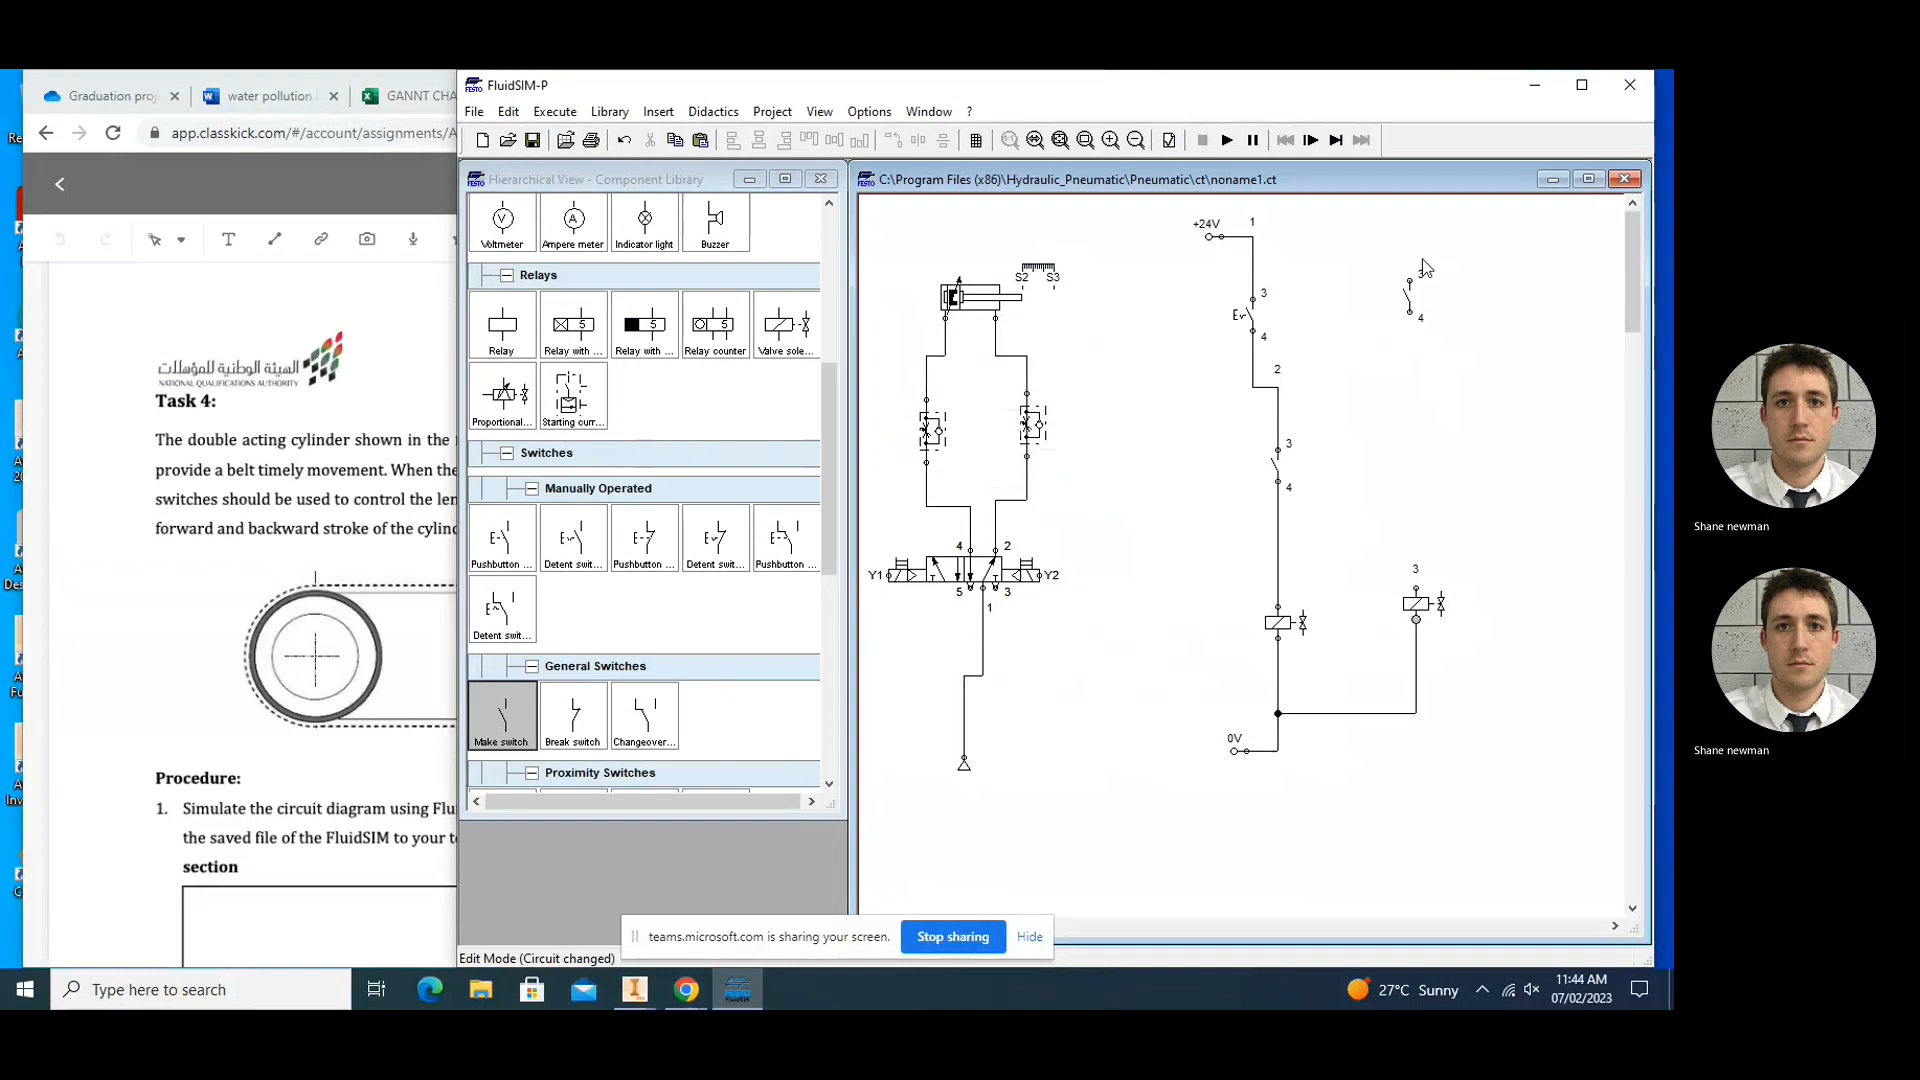 Graduation proj
water pollution
GANNT CHA
app.classkick.com/#/account/assignments/A
الهيئة الوطنية للمؤهلات
NATIONAL QUALIFICATIONS AUTHORITY
Task 4:
The double acting cylinder shown in the
provide a belt timely movement. When the
switches should be used to control the len
forward and backward stroke of the cylin
Procedure:
1. Simulate the circuit diagram using Flu
the saved file of the FluidSIM to your t
section
FluidSIM-P
File Edit Execute Library Insert Didactics Project View Options Window ?
FESTO Hierarchical View - Component Library
Voltmeter Ampere meter Indicator light Buzzer
Relays
Relay Relay with ... Relay with ... Relay counter Valve sole...
Proportional... Starting curr...
Switches
Manually Operated
Pushbutton ... Detent swit... Pushbutton ... Detent swit... Pushbutton ...
Detent swit...
General Switches
Make switch Break switch Changeover...
Proximity Switches
C:\Program Files (x86)\Hydraulic_Pneumatic\Pneumatic\ct\noname1.ct
S2 S3
4 2
Y1 Y2
5 3
1
+24V 1
3
4
2
3
4
3
4
3
0V
teams.microsoft.com is sharing your screen. Stop sharing Hide
Edit Mode (Circuit changed)
Type here to search
27°C Sunny
11:44 AM
07/02/2023
Shane newman
Shane newman